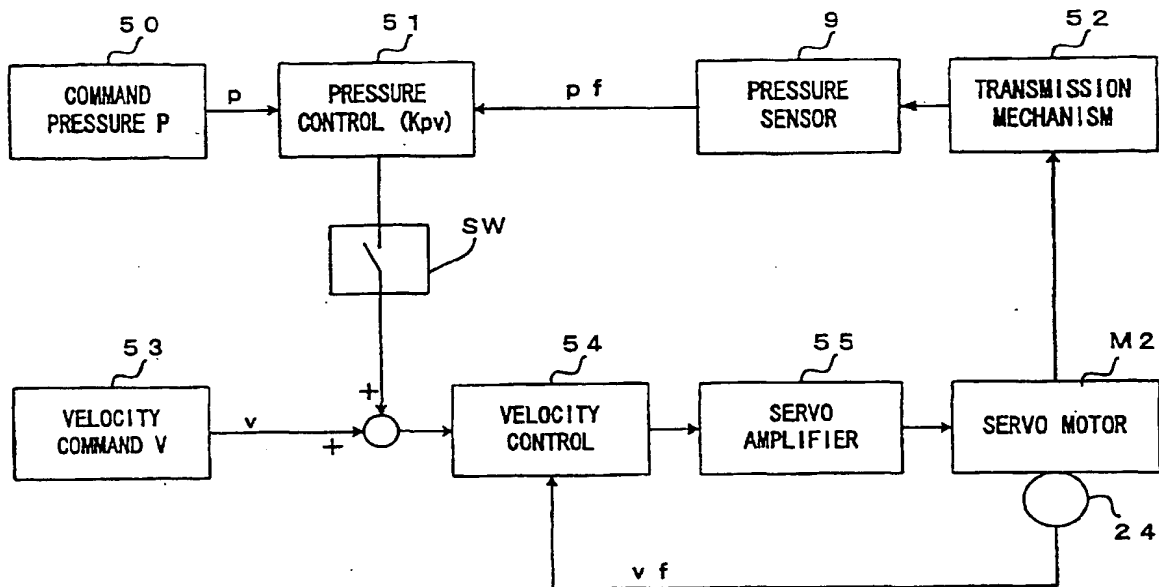 50
51
9
52
COMMAND
PRESSURE P
p
PRESSURE
CONTROL (Kpv)
pf
PRESSURE
SENSOR
TRANSMISSION
MECHANISM
SW
53
54
55
M2
+
VELOCITY
COMMAND V
v
+
VELOCITY
CONTROL
SERVO
AMPLIFIER
SERVO MOTOR
24
vf